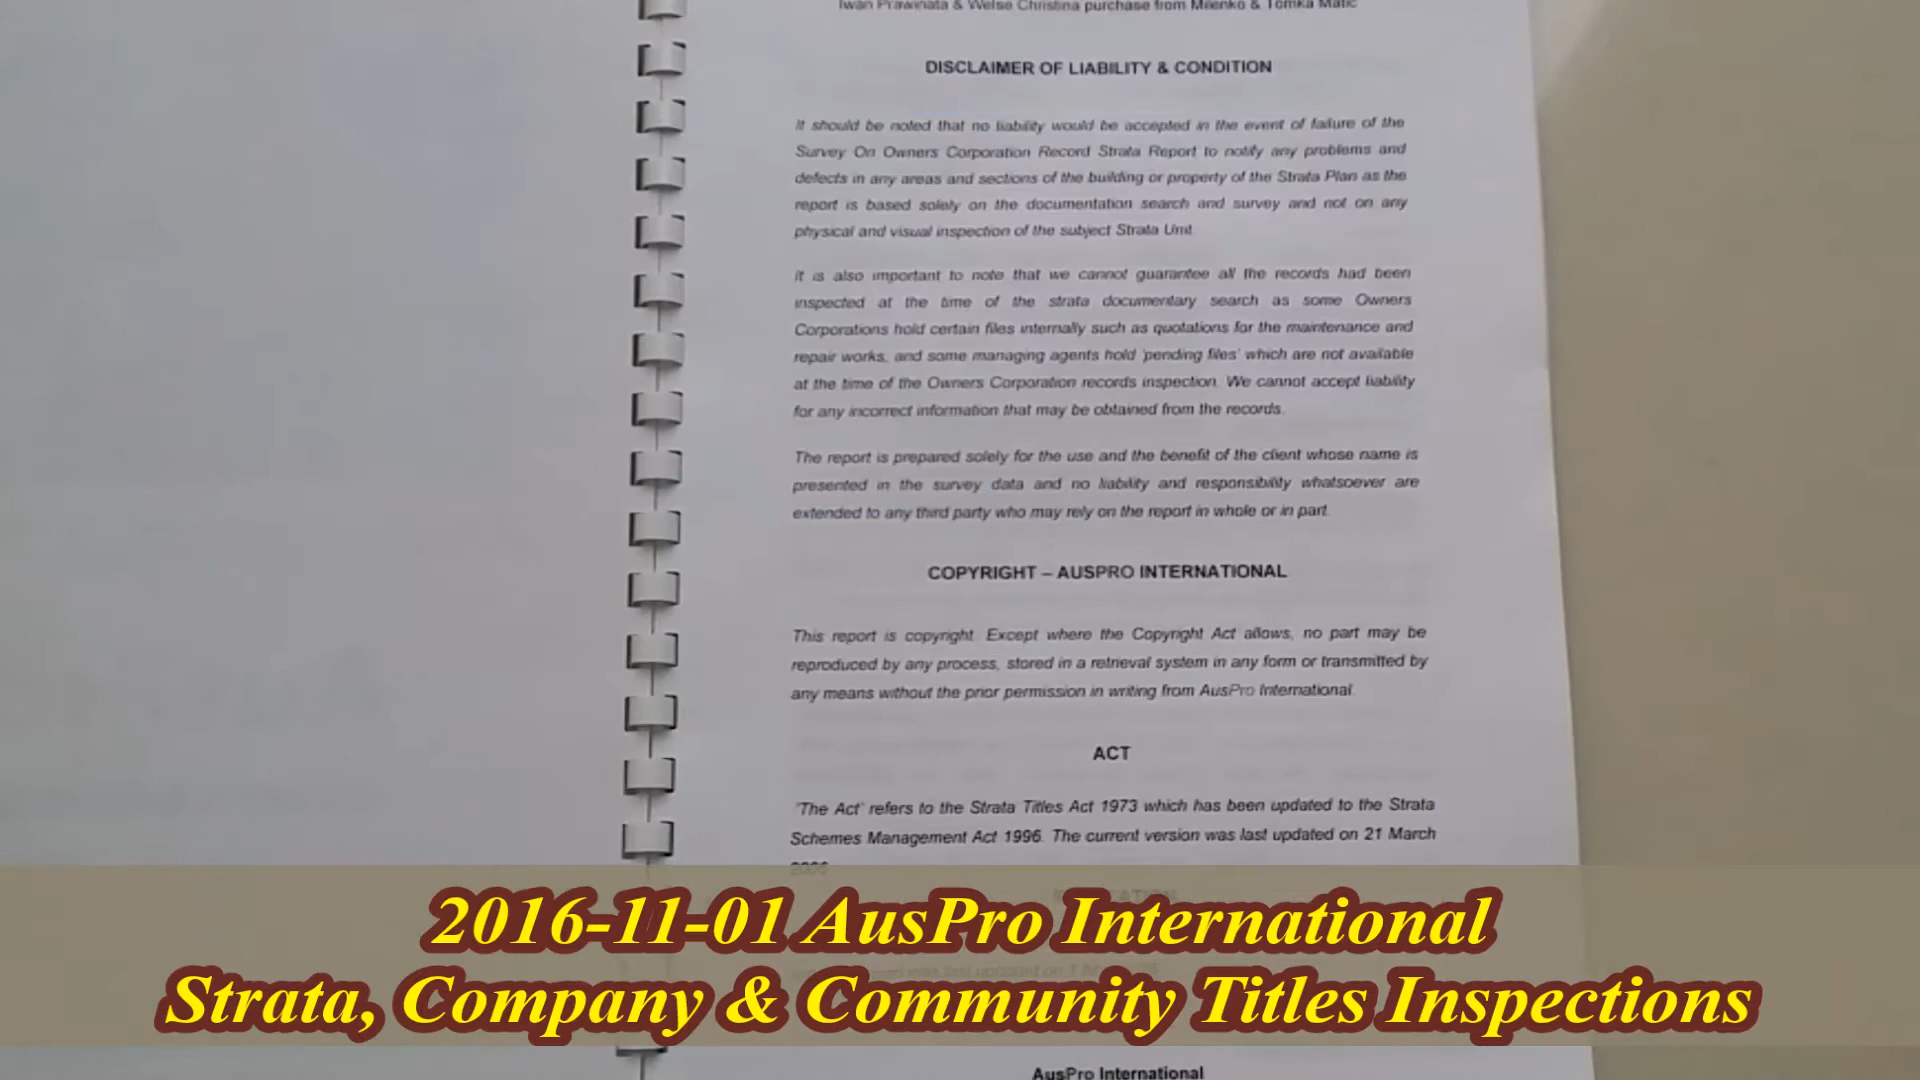 Iwan Prawinata & Welse Christina purchase from Milenko & Tomka Matic
DISCLAIMER OF LIABILITY & CONDITION
It should be noted that no liability would be accepted in the event of failure of the
Survey On Owners Corporation Record Strata Report to notify any problems and
defects in any areas and sections of the building or property of the Strata Plan as the
report is based solely on the documentation search and survey and not on any
physical and visual inspection of the subject Strata Unit.
It is also important to note that we cannot guarantee all the records had been
inspected at the time of the strata documentary search as some Owners
Corporations hold certain files internally such as quotations for the maintenance and
repair works, and some managing agents hold 'pending files' which are not available
at the time of the Owners Corporation records inspection. We cannot accept liability
for any incorrect information that may be obtained from the records.
The report is prepared solely for the use and the benefit of the client whose name is
presented in the survey data and no liability and responsibility whatsoever are
extended to any third party who may rely on the report in whole or in part.
COPYRIGHT – AUSPRO INTERNATIONAL
This report is copyright. Except where the Copyright Act allows, no part may be
reproduced by any process, stored in a retrieval system in any form or transmitted by
any means without the prior permission in writing from AusPro International.
ACT
'The Act' refers to the Strata Titles Act 1973 which has been updated to the Strata
Schemes Management Act 1996. The current version was last updated on 21 March
2016-11-01 AusPro International
Strata, Company & Community Titles Inspections
AusPro International